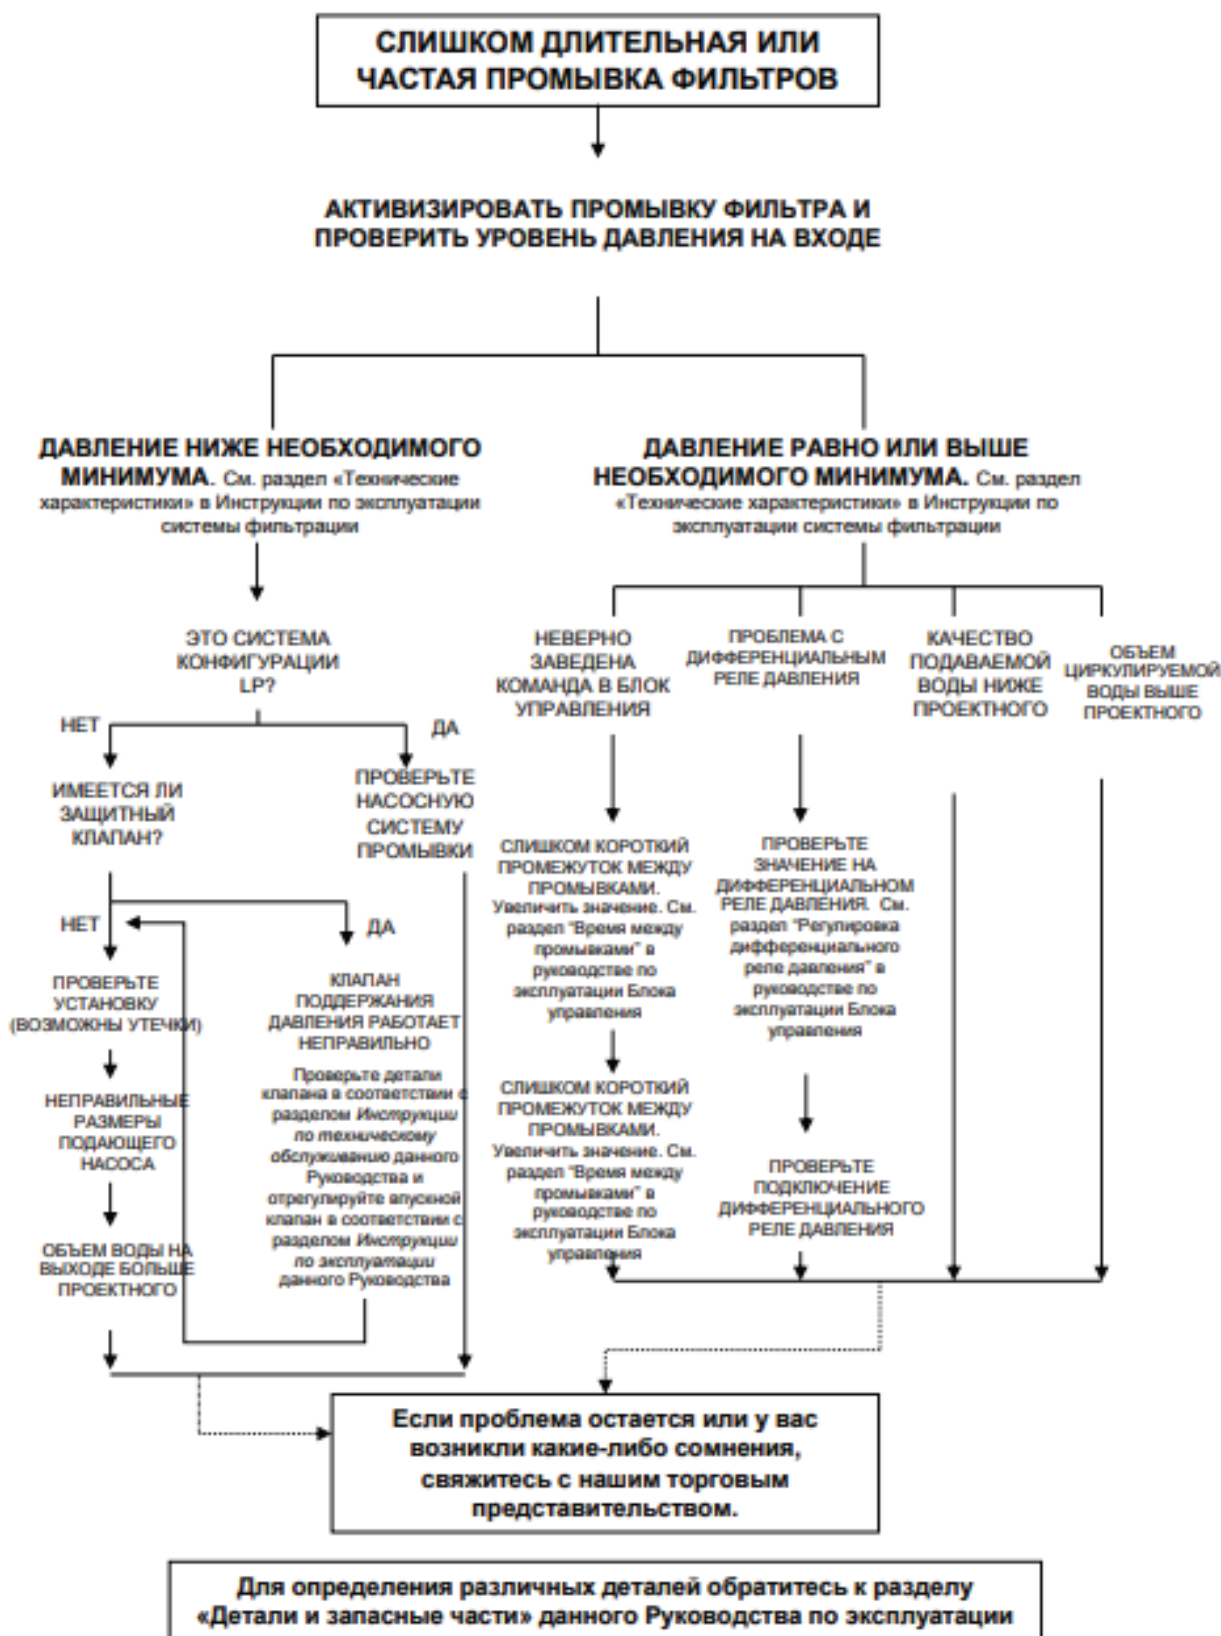 СЛИШКОМ ДЛИТЕЛЬНАЯ ИЛИ
ЧАСТАЯ ПРОМЫВКА ФИЛЬТРОВ
АКТИВИЗИРОВАТЬ ПРОМЫВКУ ФИЛЬТРА И
ПРОВЕРИТЬ УРОВЕНЬ ДАВЛЕНИЯ НА ВХОДЕ
ДАВЛЕНИЕ НИЖЕ НЕОБХОДИМОГО
МИНИМУМА. См. раздел «Технические
характеристики» в Инструкции по эксплуатации
системы фильтрации
ДАВЛЕНИЕ РАВНО ИЛИ ВЫШЕ
НЕОБХОДИМОГО МИНИМУМА. См. раздел
«Технические характеристики» в Инструкции по
эксплуатации системы фильтрации
ЭТО СИСТЕМА
КОНФИГУРАЦИИ
LP?
НЕТ
ДА
ИМЕЕТСЯ ЛИ
ЗАЩИТНЫЙ
КЛАПАН?
ПРОВЕРЬТЕ
НАСОСНУЮ
СИСТЕМУ
ПРОМЫВКИ
НЕТ
ДА
ПРОВЕРЬТЕ
УСТАНОВКУ
(ВОЗМОЖНЫ УТЕЧКИ)
НЕПРАВИЛЬНЫЕ
РАЗМЕРЫ
ПОДАЮЩЕГО
НАСОСА
ОБЪЕМ ВОДЫ НА
ВЫХОДЕ БОЛЬШЕ
ПРОЕКТНОГО
КЛАПАН
ПОДДЕРЖАНИЯ
ДАВЛЕНИЯ РАБОТАЕТ
НЕПРАВИЛЬНО
Проверьте детали
клапана в соответствии с
разделом Инструкции
по техническому
обслуживанию данного
Руководства и
отрегулируйте впускной
клапан в соответствии с
разделом Инструкции
по эксплуатации
данного Руководства
НЕВЕРНО
ЗАВЕДЕНА
КОМАНДА В БЛОК
УПРАВЛЕНИЯ
СЛИШКОМ КОРОТКИЙ
ПРОМЕЖУТОК МЕЖДУ
ПРОМЫВКАМИ.
Увеличить значение. См.
раздел "Время между
промывками" в
руководстве по
эксплуатации Блока
управления
СЛИШКОМ КОРОТКИЙ
ПРОМЕЖУТОК МЕЖДУ
ПРОМЫВКАМИ.
Увеличить значение. См.
раздел "Время между
промывками" в
руководстве по
эксплуатации Блока
управления
ПРОБЛЕМА С
ДИФФЕРЕНЦИАЛЬНЫМ
РЕЛЕ ДАВЛЕНИЯ
ПРОВЕРЬТЕ
ЗНАЧЕНИЕ НА
ДИФФЕРЕНЦИАЛЬНОМ
РЕЛЕ ДАВЛЕНИЯ. См.
раздел "Регулировка
дифференциального
реле давления" в
руководстве по
эксплуатации Блока
управления
ПРОВЕРЬТЕ
ПОДКЛЮЧЕНИЕ
ДИФФЕРЕНЦИАЛЬНОГО
РЕЛЕ ДАВЛЕНИЯ
КАЧЕСТВО
ПОДАВАЕМОЙ
ВОДЫ НИЖЕ
ПРОЕКТНОГО
ОБЪЕМ
ЦИРКУЛИРУЕМОЙ
ВОДЫ ВЫШЕ
ПРОЕКТНОГО
Если проблема остается или у вас
возникли какие-либо сомнения,
свяжитесь с нашим торговым
представительством.
Для определения различных деталей обратитесь к разделу
«Детали и запасные части» данного Руководства по эксплуатации